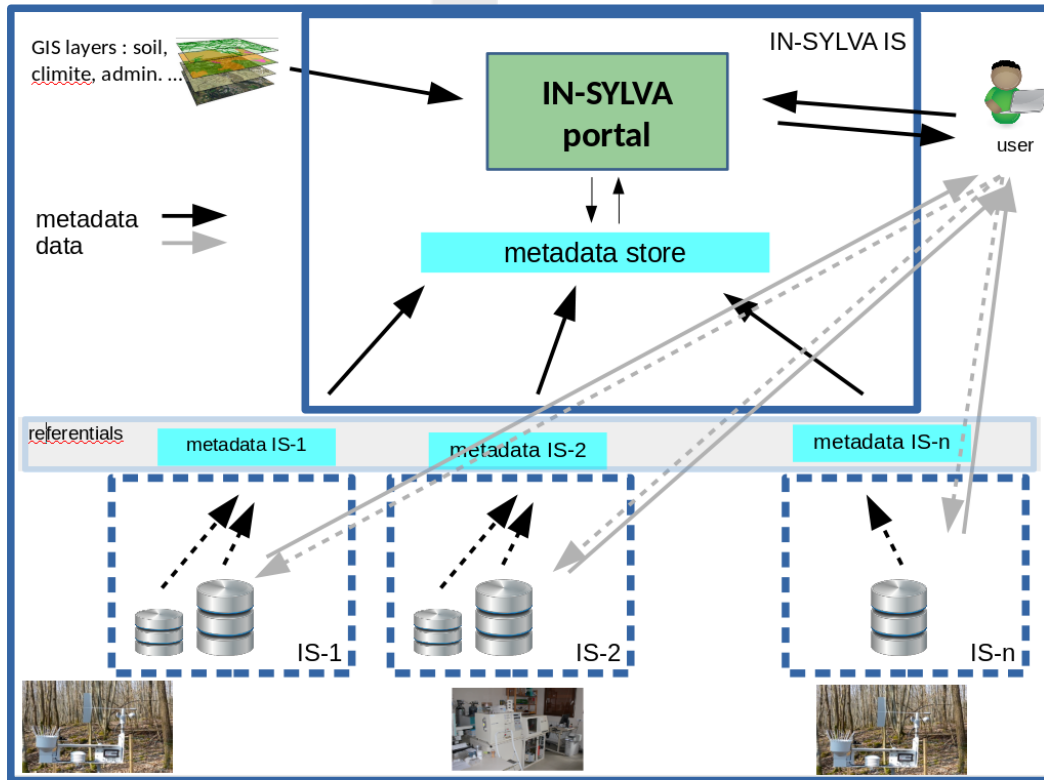 GIS layers : soil,
climite, admin. ...
IN-SYLVA IS
IN-SYLVA
portal
user
metadata
data
metadata store
referentials
metadata IS-1
metadata IS-2
metadata IS-n
IS-1
IS-2
IS-n